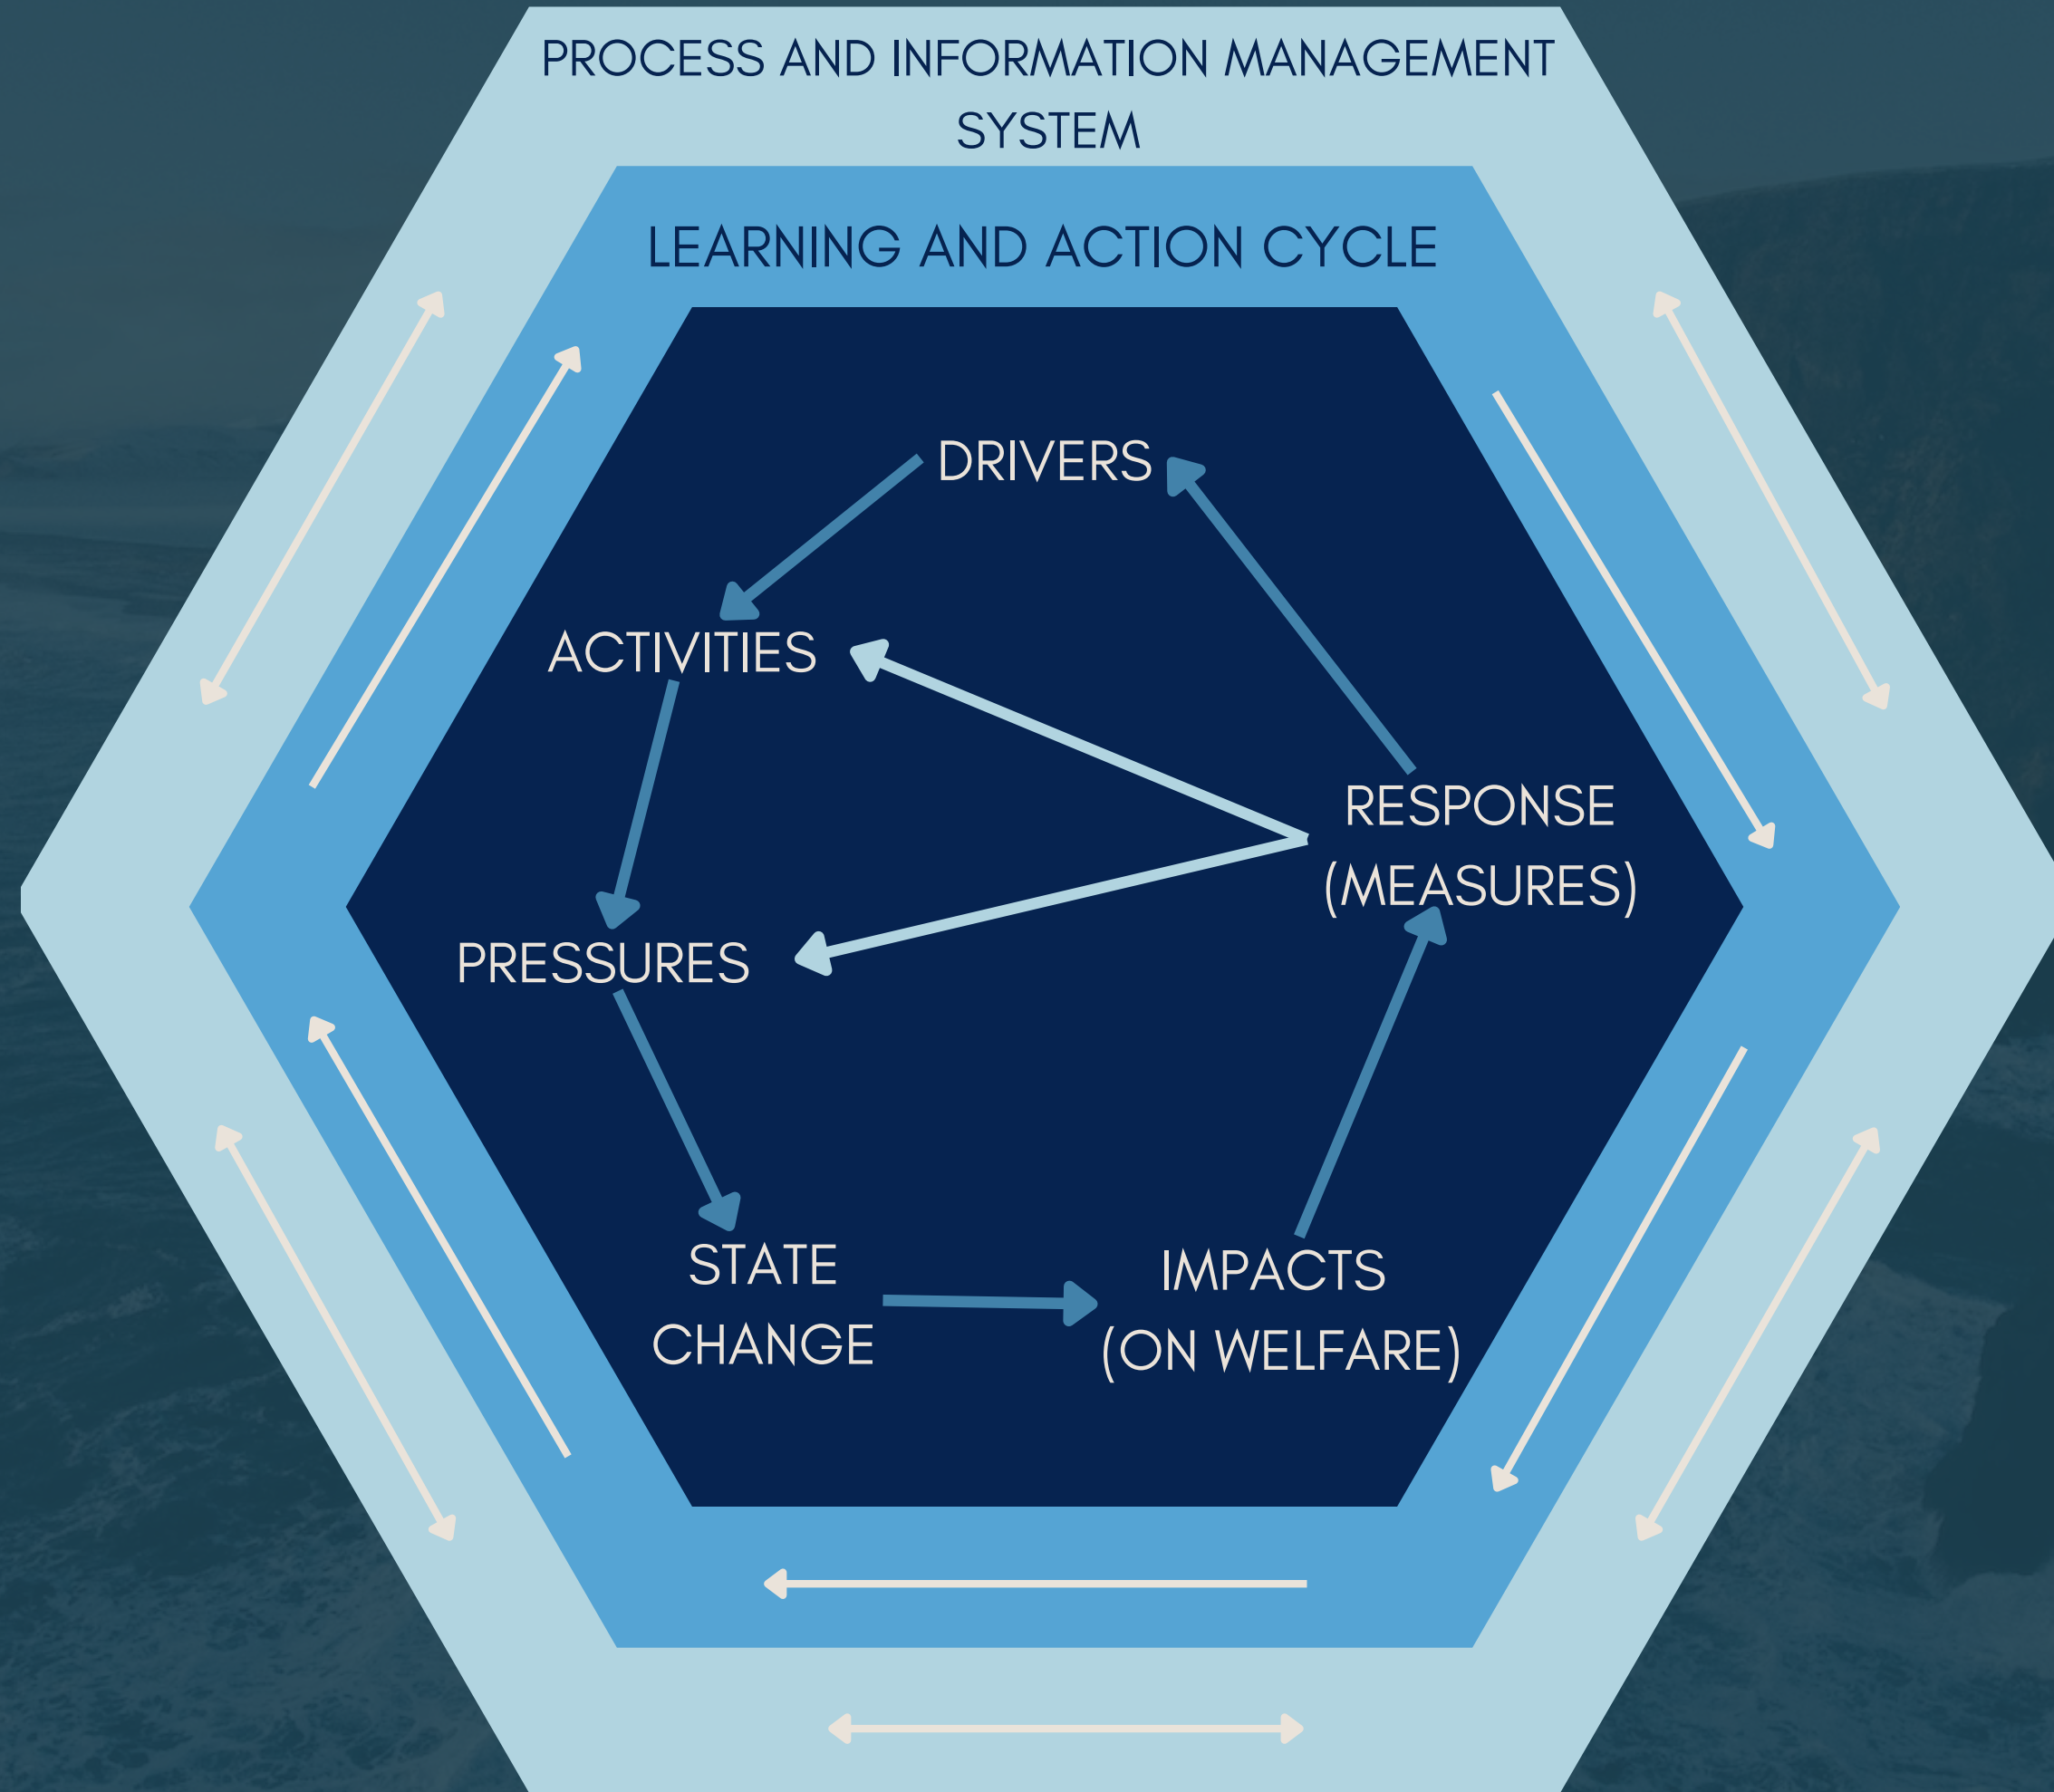 PROCESS AND INFORMATION MANAGEMENT
SYSTEM
LEARNING AND ACTION CYCLE
DRIVERS
ACTIVITIES
RESPONSE
(MEASURES)
PRESSURES
STATE
CHANGE
IMPACTS
(ON WELFARE)